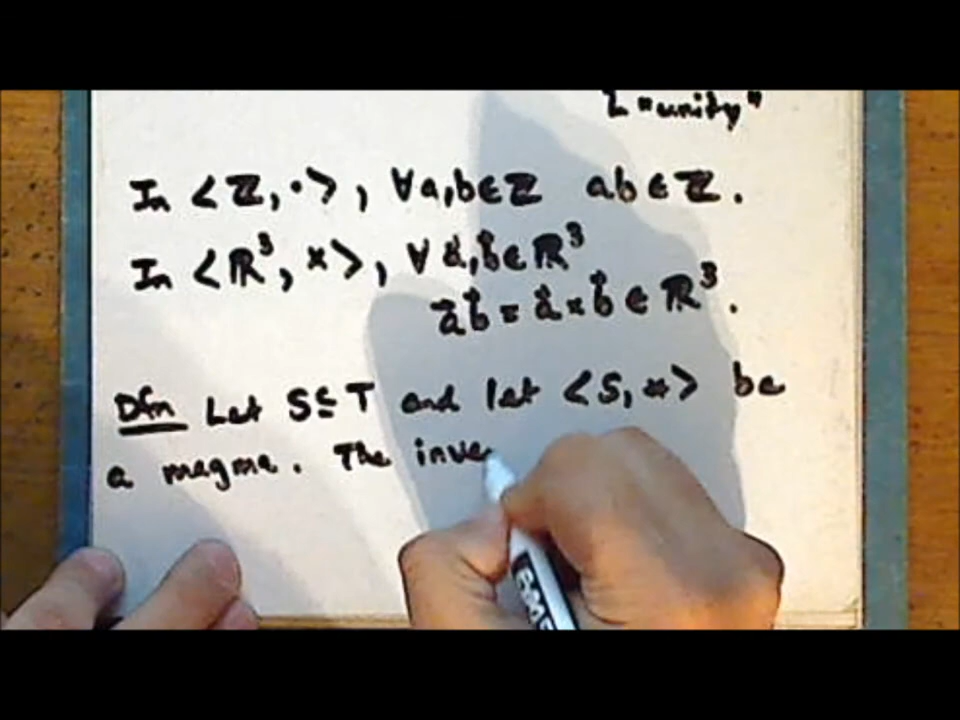 "unity"
In <ℤ, ·>, ∀a,b∈ℤ ab∈ℤ.
In <ℝ³, ×>, ∀ a⃗,b⃗∈ℝ³
a⃗b⃗ = a⃗×b⃗ ∈ ℝ³.
Dfn Let S⊆T and let <S,*> be
a magma. The inve